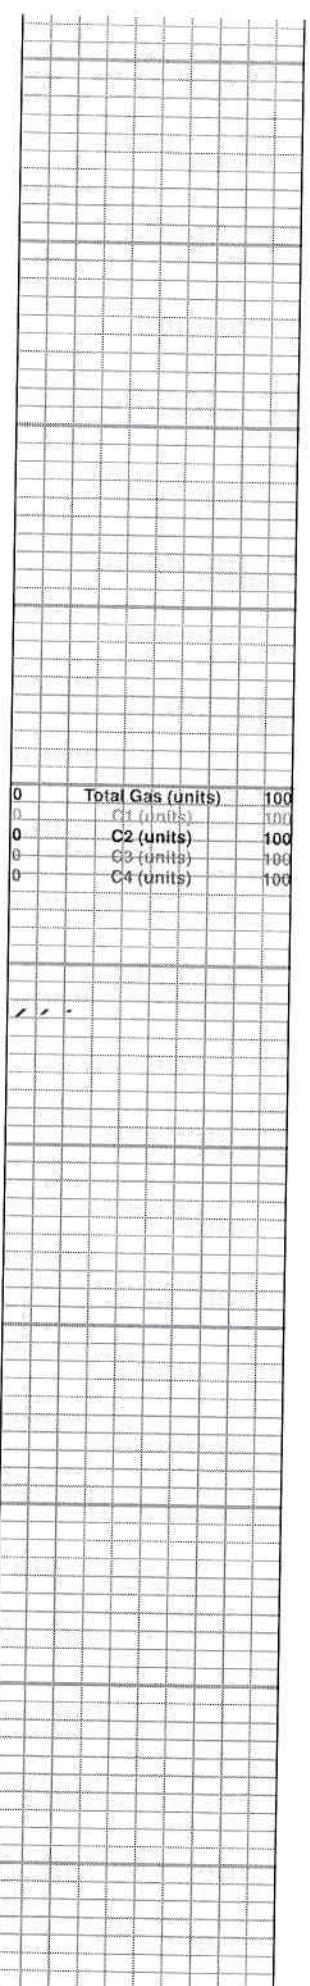 0 Total Gas (units) 100
0 C1 (units) 100
0 C2 (units) 100
0 C3 (units) 100
0 C4 (units) 100